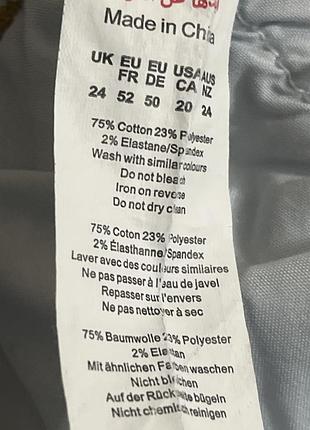 Made in China
UK EU EU USA AUS
FR DE CA NZ
24 52 50 20 24
75% Cotton 23% Polyester
2% Elastane/Spandex
Wash with similar colours
Do not bleach
Iron on reverse
Do not dry clean
75% Coton 23% Polyester
2% Élasthanne/Spandex
Laver avec des couleurs similaires
Ne pas passer à l'eau de javel
Repasser sur l'envers
Ne pas nettoyer à sec
75% Baumwolle 23% Polyester
2% Elastan
Mit ähnlichen Farben waschen
Nicht bleichen
Auf der Rückseite bügeln
Nicht chemisch reinigen